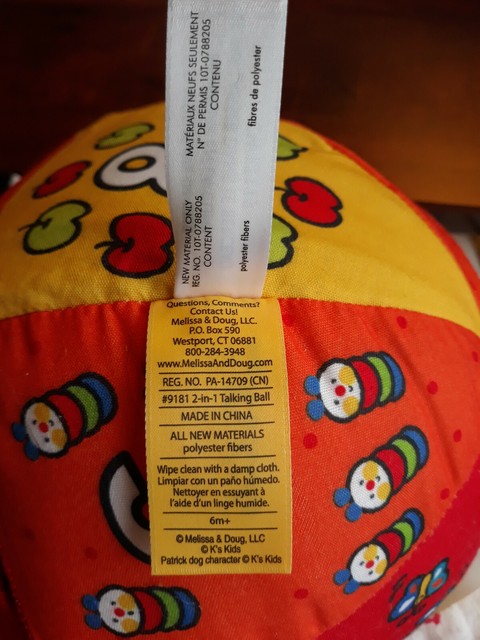 MATÉRIAUX NEUFS SEULEMENT
N° DE PERMIS 10T-0788205
CONTENU
fibres de polyester
NEW MATERIAL ONLY
REG. NO. 10T-0788205
CONTENT
polyester fibers
Questions, Comments?
Contact Us!
Melissa & Doug, LLC.
P.O. Box 590
Westport, CT 06881
800-284-3948
www.MelissaAndDoug.com
REG. NO. PA-14709 (CN)
#9181 2-in-1 Talking Ball
MADE IN CHINA
ALL NEW MATERIALS
polyester fibers
Wipe clean with a damp cloth.
Limpiar con un paño húmedo.
Nettoyer en essuyant à
l'aide d'un linge humide.
6m+
© Melissa & Doug, LLC
© K's Kids
Patrick dog character © K's Kids